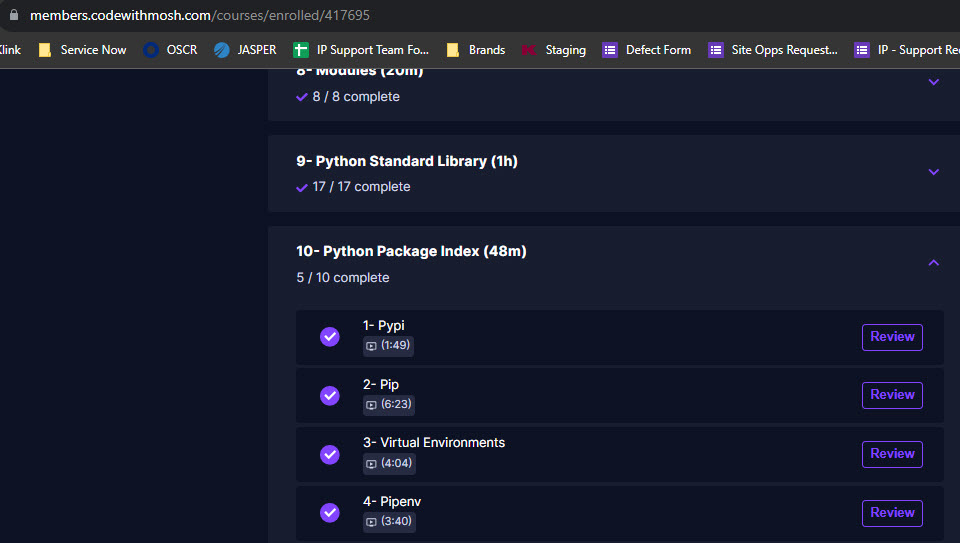 members.codewithmosh.com/courses/enrolled/417695
Service Now OSCR JASPER IP Support Team Fo... Brands Staging Defect Form Site Opps Request... IP - Support Re
8- Modules (20m)
8 / 8 complete
9- Python Standard Library (1h)
17 / 17 complete
10- Python Package Index (48m)
5 / 10 complete
1- Pypi
(1:49)
Review
2- Pip
(6:23)
Review
3- Virtual Environments
(4:04)
Review
4- Pipenv
(3:40)
Review